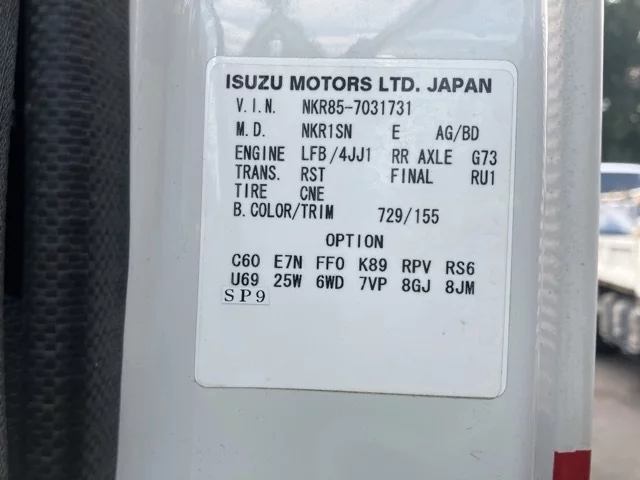 ISUZU MOTORS LTD. JAPAN
V.I.N. NKR85-7031731
M.D. NKR1SN E AG/BD
ENGINE LFB/4JJ1 RR AXLE G73
TRANS. RST FINAL RU1
TIRE CNE
B.COLOR/TRIM 729/155
OPTION
C60 E7N FF0 K89 RPV RS6
U69 25W 6WD 7VP 8GJ 8JM
SP9